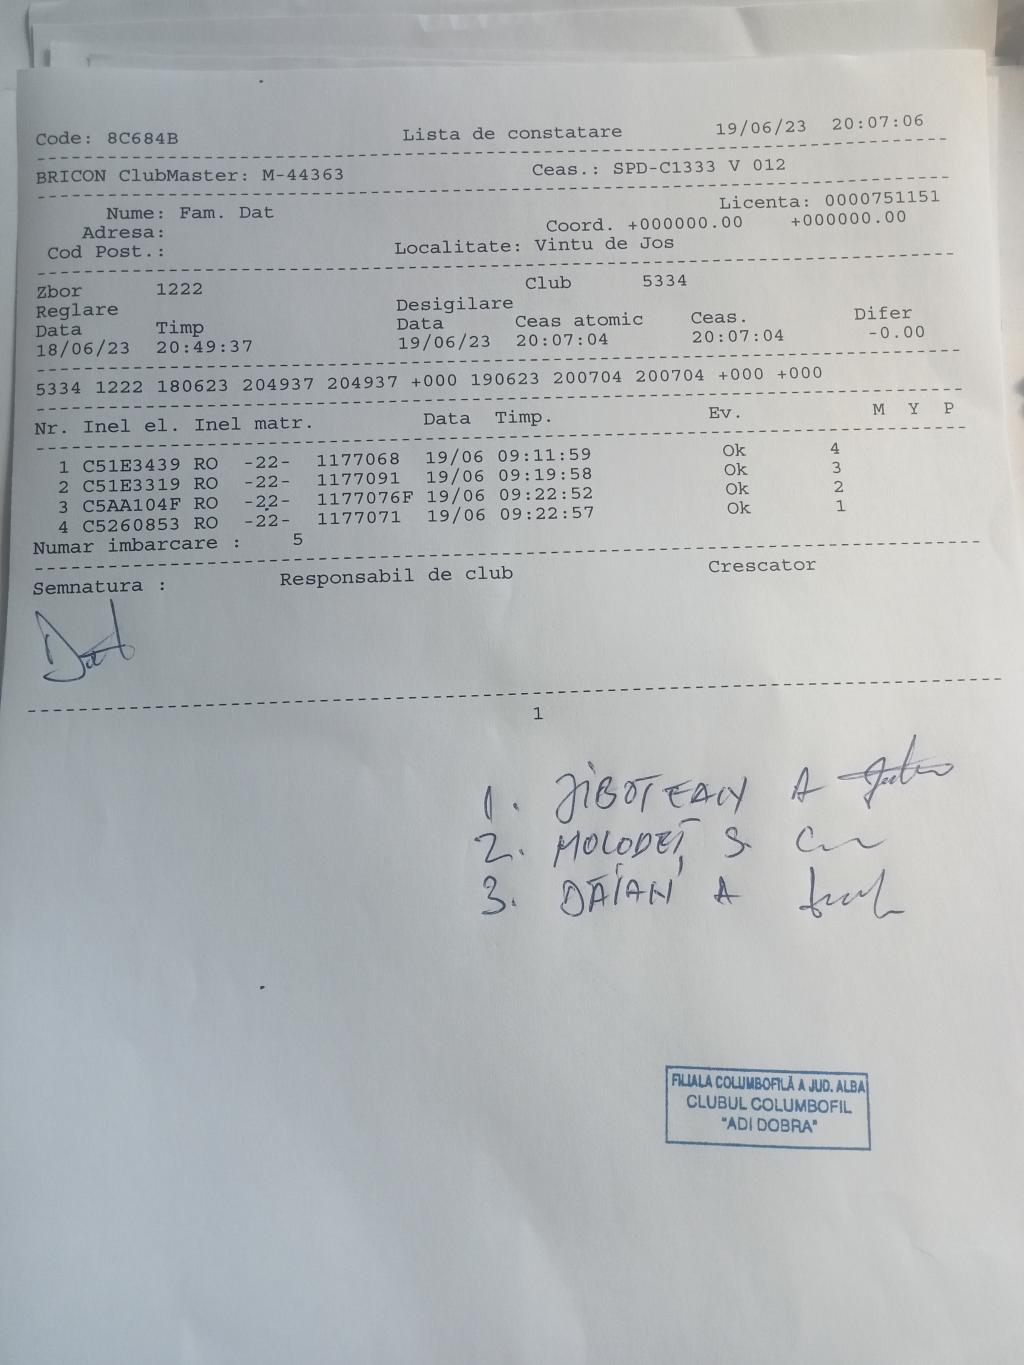 Code: 8C684B Lista de constatare 19/06/23 20:07:06
BRICON ClubMaster: M-44363 Ceas.: SPD-C1333 V 012
Nume: Fam. Dat Licenta: 0000751151
Adresa: Coord. +000000.00 +000000.00
Cod Post.: Localitate: Vintu de Jos
Zbor 1222 Club 5334
Reglare Desigilare
Data Timp Data Ceas atomic Ceas. Difer
18/06/23 20:49:37 19/06/23 20:07:04 20:07:04 -0.00
5334 1222 180623 204937 204937 +000 190623 200704 200704 +000 +000
Nr. Inel el. Inel matr. Data Timp. Ev. M Y P
1 C51E3439 RO -22- 1177068 19/06 09:11:59 Ok 4
2 C51E3319 RO -22- 1177091 19/06 09:19:58 Ok 3
3 C5AA104F RO -22- 1177076F 19/06 09:22:52 Ok 2
4 C5260853 RO -22- 1177071 19/06 09:22:57 Ok 1
Numar imbarcare : 5
Semnatura : Responsabil de club Crescator
Dat
1
1. JIBOTEAN A
2. MOLODEȚ S.
3. DĂIAN A
FILIALA COLUMBOFILĂ A JUD. ALBA
CLUBUL COLUMBOFIL
"ADI DOBRA"